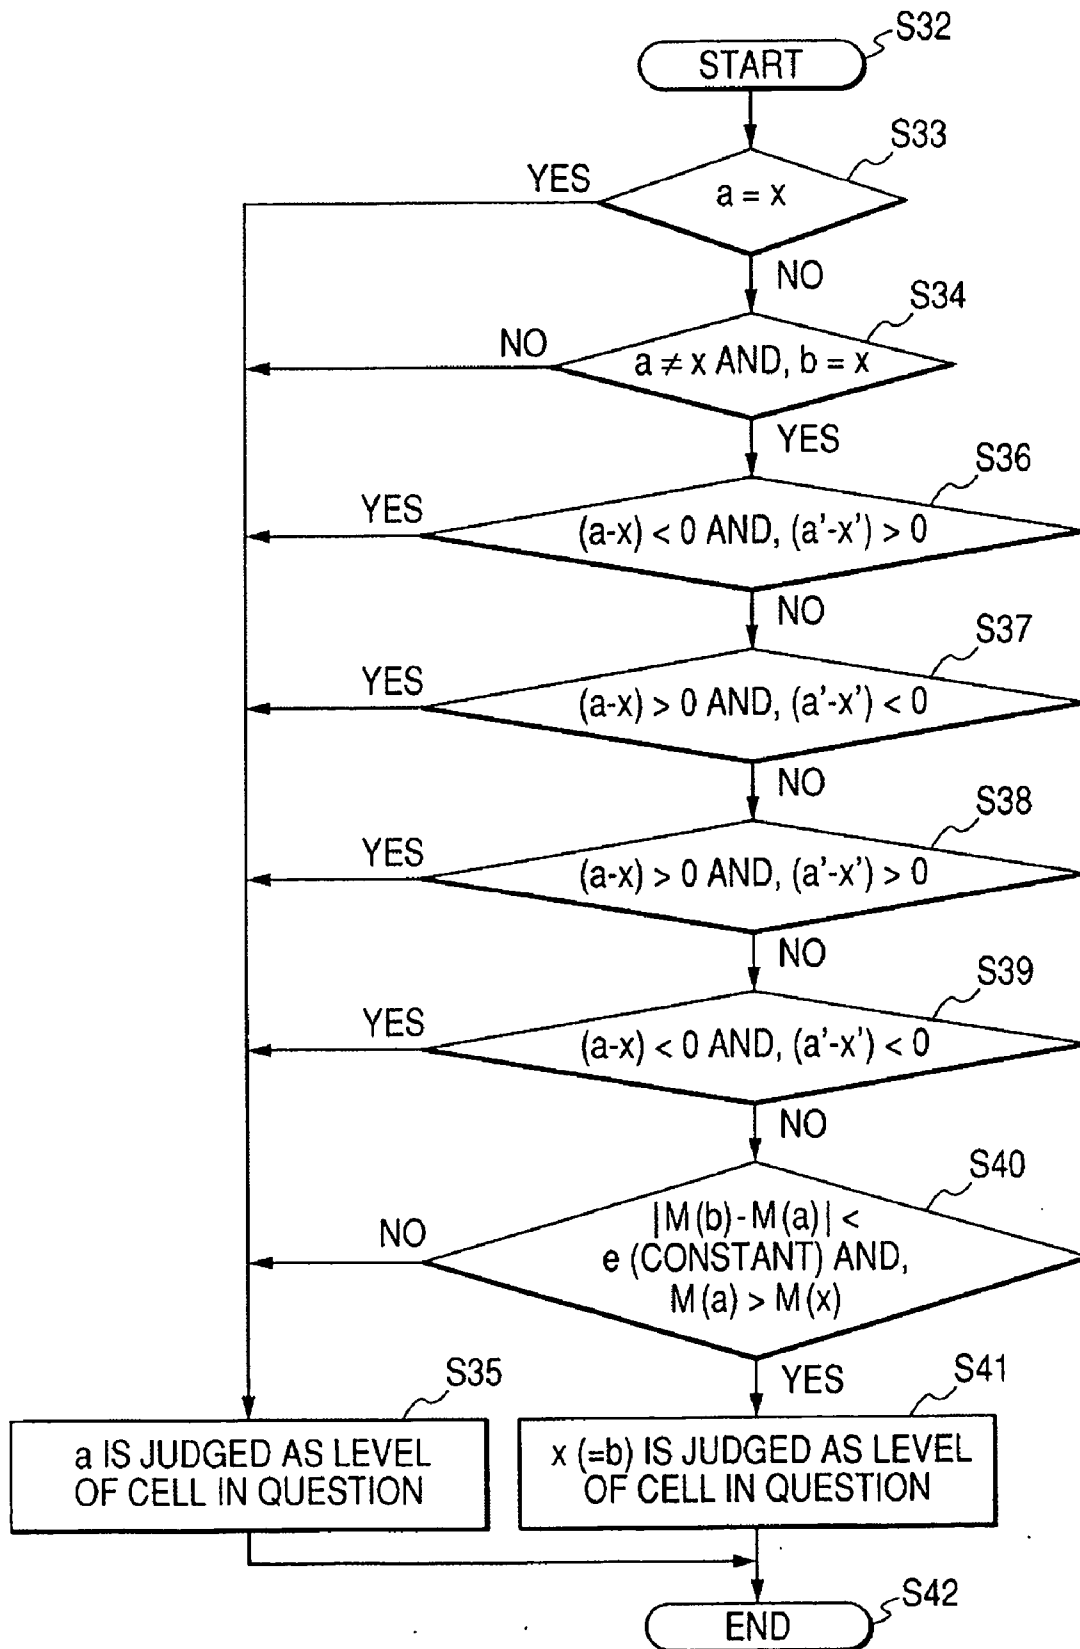 S32
START
S33
YES
a = x
NO
S34
NO
a ≠ x AND, b = x
YES
S36
YES
(a-x) < 0 AND, (a'-x') > 0
NO
S37
YES
(a-x) > 0 AND, (a'-x') < 0
NO
S38
YES
(a-x) > 0 AND, (a'-x') > 0
NO
S39
YES
(a-x) < 0 AND, (a'-x') < 0
NO
S40
NO
|M(b)-M(a)| <
e (CONSTANT) AND,
M(a) > M(x)
YES
S35
a IS JUDGED AS LEVEL
OF CELL IN QUESTION
S41
x (=b) IS JUDGED AS LEVEL
OF CELL IN QUESTION
S42
END